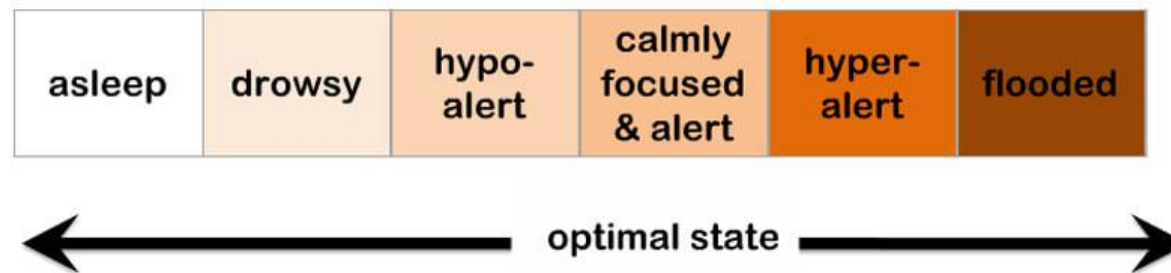 asleep
drowsy
hypo-
alert
calmly
focused
& alert
hyper-
alert
flooded
optimal state